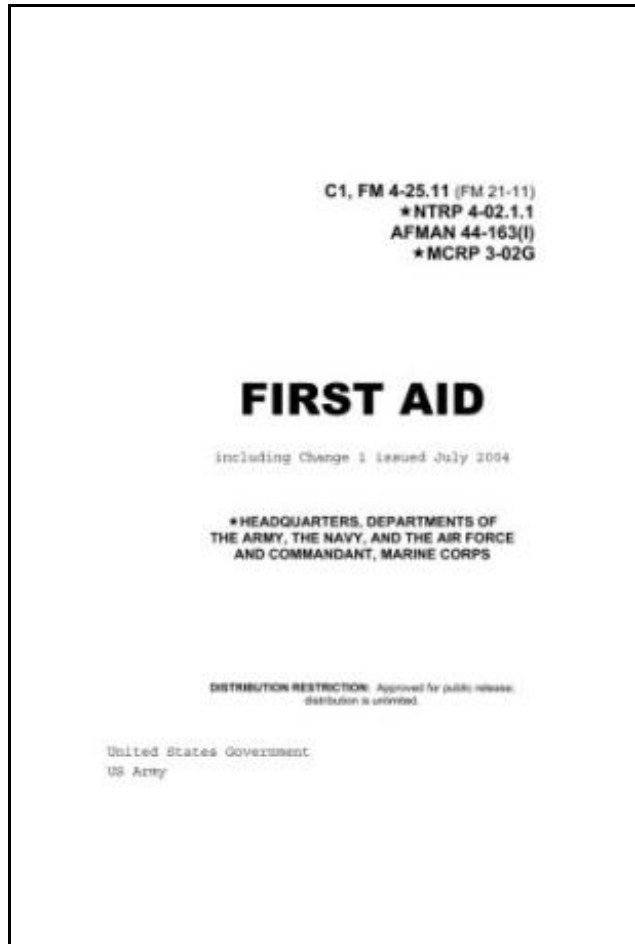 C1, FM 4-25.11 (FM 21-11)
★NTRP 4-02.1.1
AFMAN 44-163(I)
★MCRP 3-02G
FIRST AID
including Change 1 issued July 2004
★HEADQUARTERS, DEPARTMENTS OF
THE ARMY, THE NAVY, AND THE AIR FORCE
AND COMMANDANT, MARINE CORPS
DISTRIBUTION RESTRICTION: Approved for public release;
distribution is unlimited.
United States Government
US Army